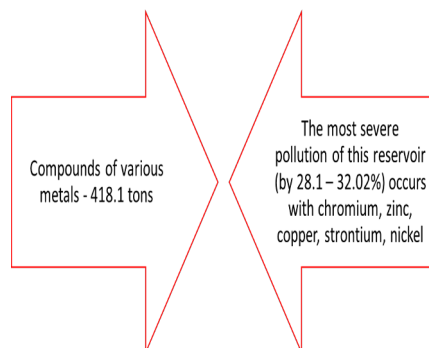 Compounds of various
metals - 418.1 tons
The most severe
pollution of this reservoir
(by 28.1 – 32.02%) occurs
with chromium, zinc,
copper, strontium, nickel